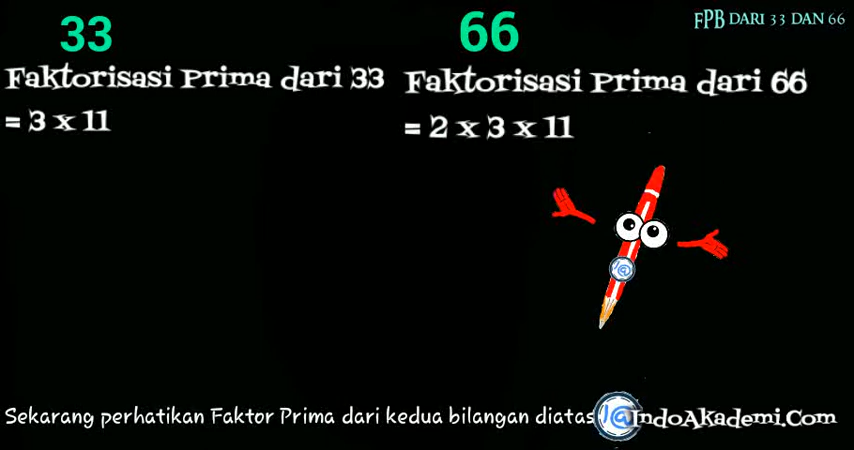 FPB DARI 33 DAN 66
33
66
Faktorisasi Prima dari 33
= 3 x 11
Faktorisasi Prima dari 66
= 2 x 3 x 11
Sekarang perhatikan Faktor Prima dari kedua bilangan diatas
IndoAkademi.Com